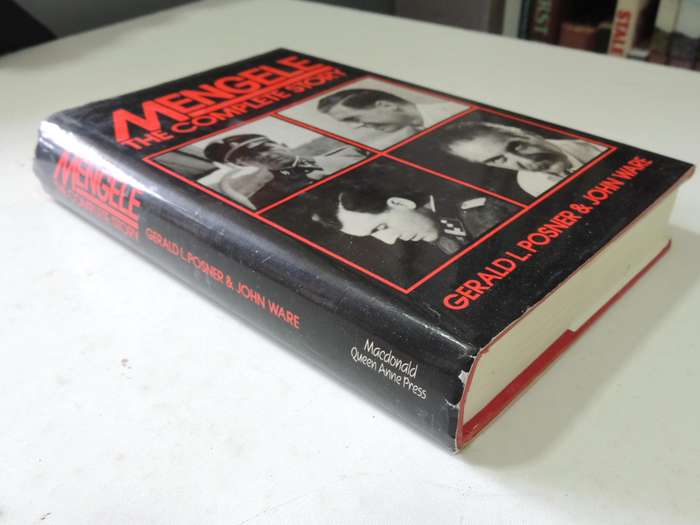 MENGELE
THE COMPLETE STORY
GERALD L. POSNER & JOHN WARE
MENGELE
THE COMPLETE STORY
GERALD L. POSNER & JOHN WARE
Macdonald
Queen Anne Press